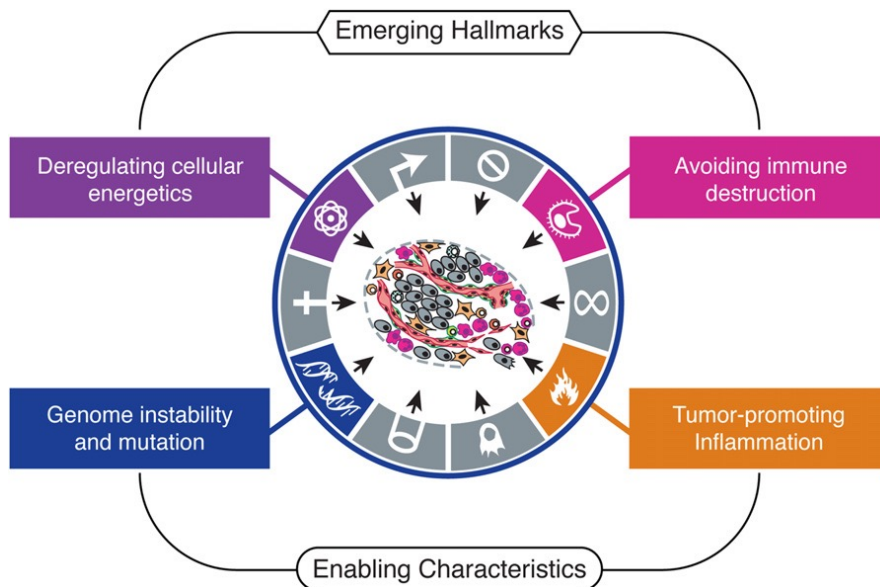 Emerging Hallmarks
Deregulating cellular
energetics
Avoiding immune
destruction
Genome instability
and mutation
Tumor-promoting
Inflammation
Enabling Characteristics